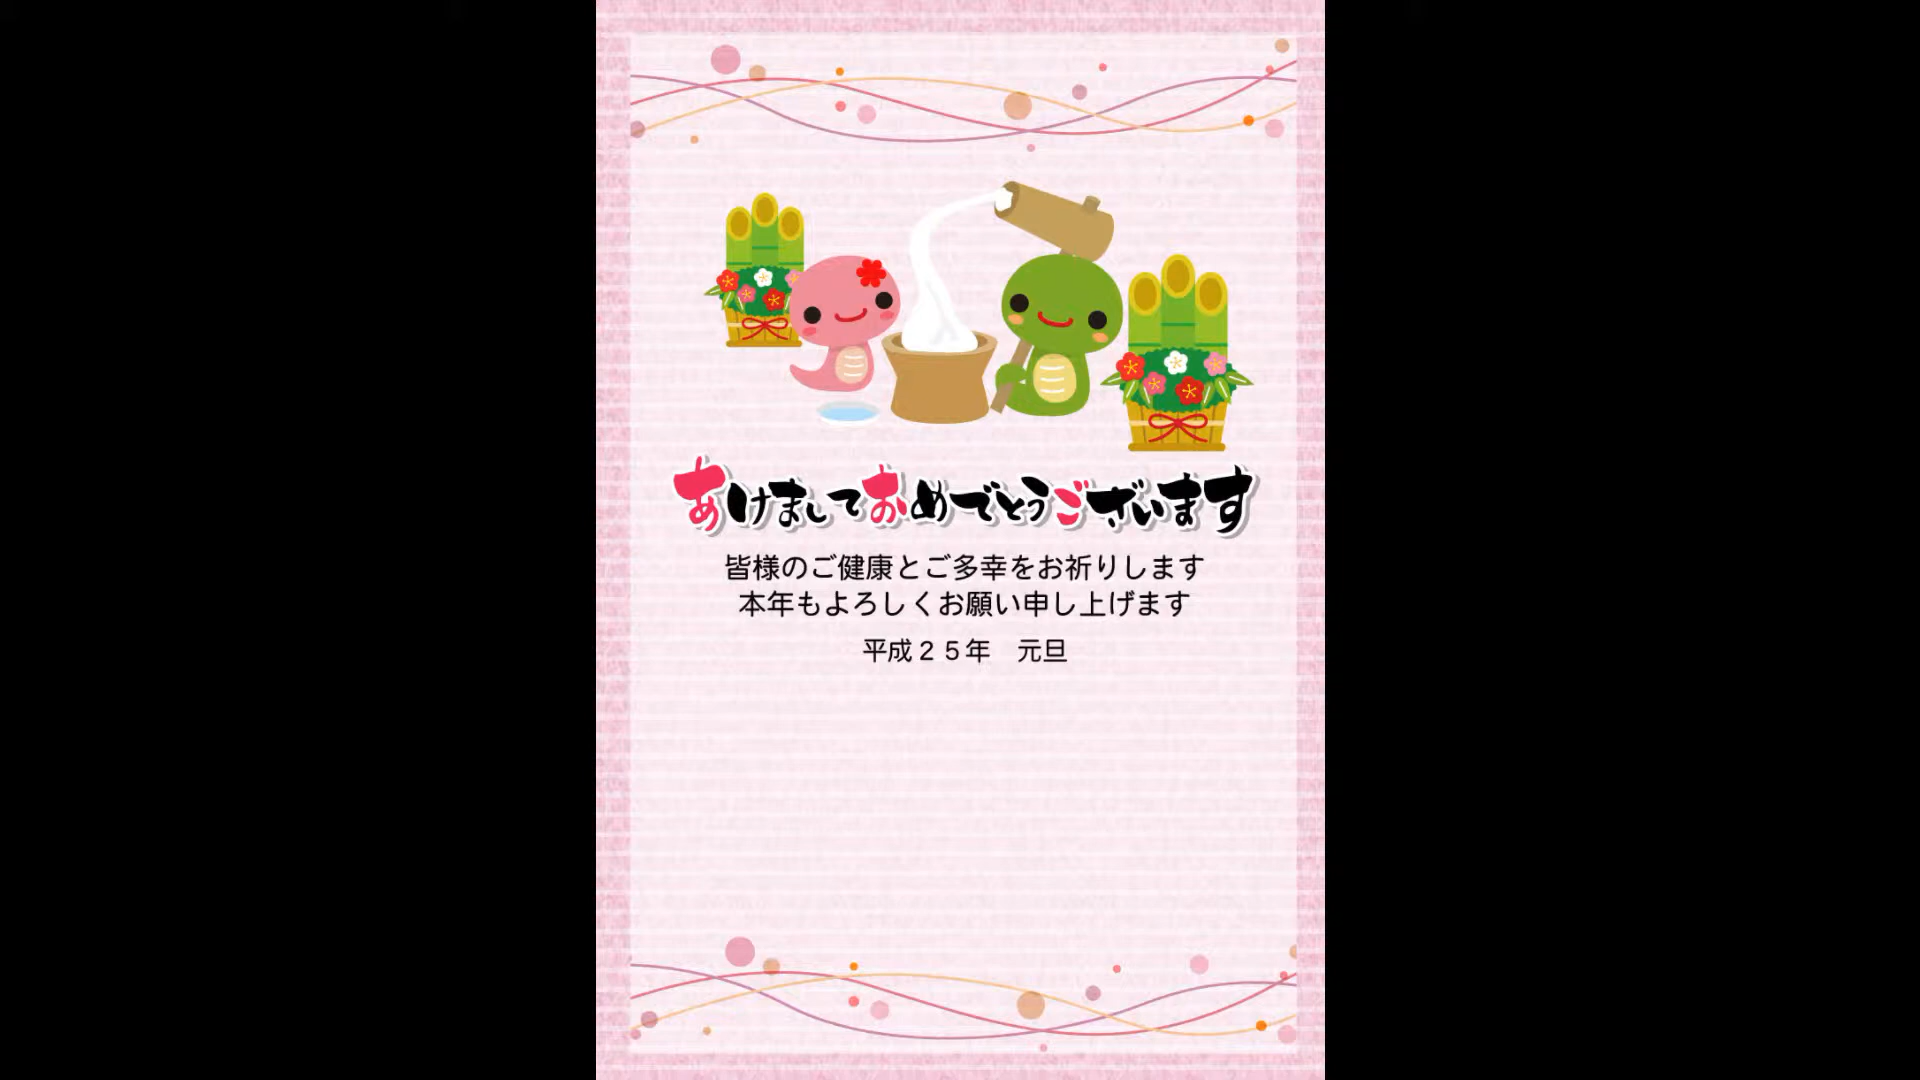 あけましておめでとうございます
皆様のご健康とご多幸をお祈りします
本年もよろしくお願い申し上げます
平成２５年　元旦